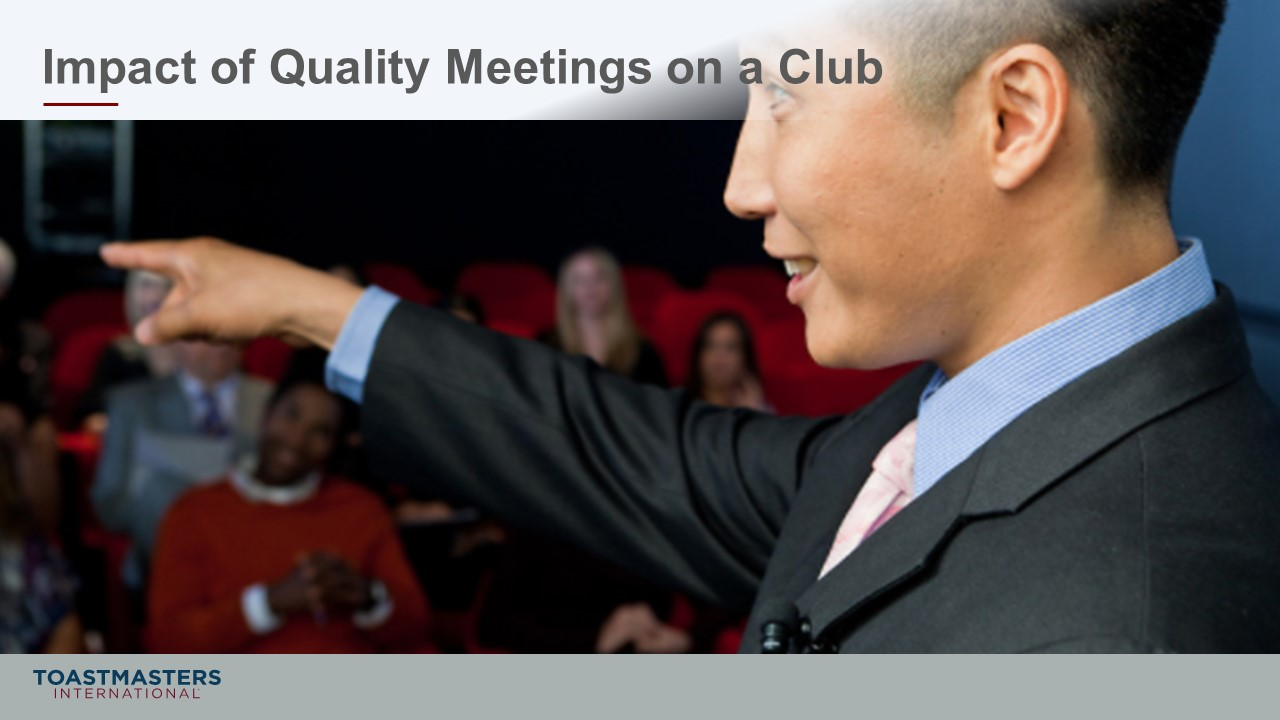 Impact of Quality Meetings on a Club
TOASTMASTERS
INTERNATIONAL